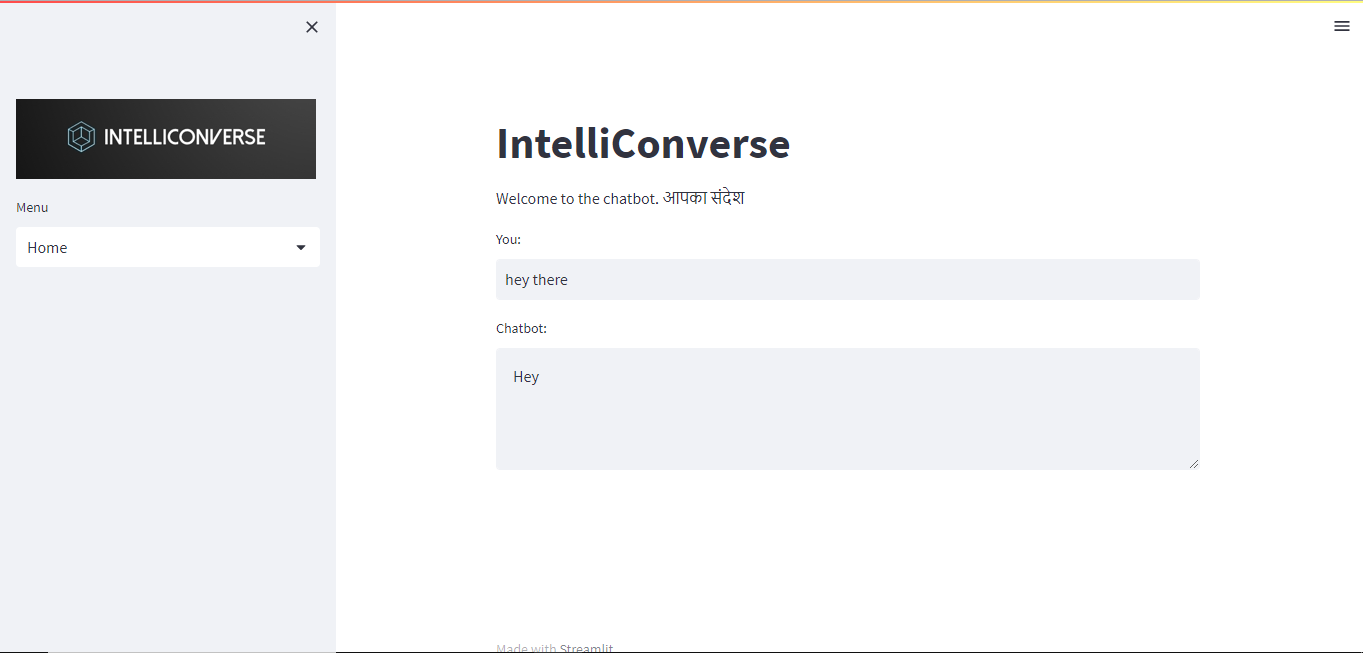 INTELLICONVERSE
Menu
Home
IntelliConverse
Welcome to the chatbot. आपका संदेश
You:
hey there
Chatbot:
Hey
Made with Streamlit